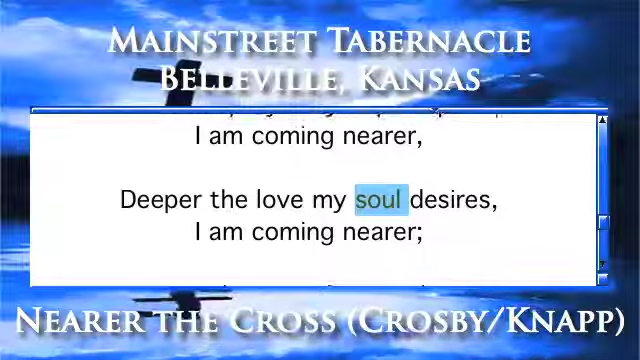 MAINSTREET TABERNACLE
BELLEVILLE, KANSAS
I am coming nearer,
Deeper the love my soul desires,
I am coming nearer;
NEARER THE CROSS (CROSBY/KNAPP)